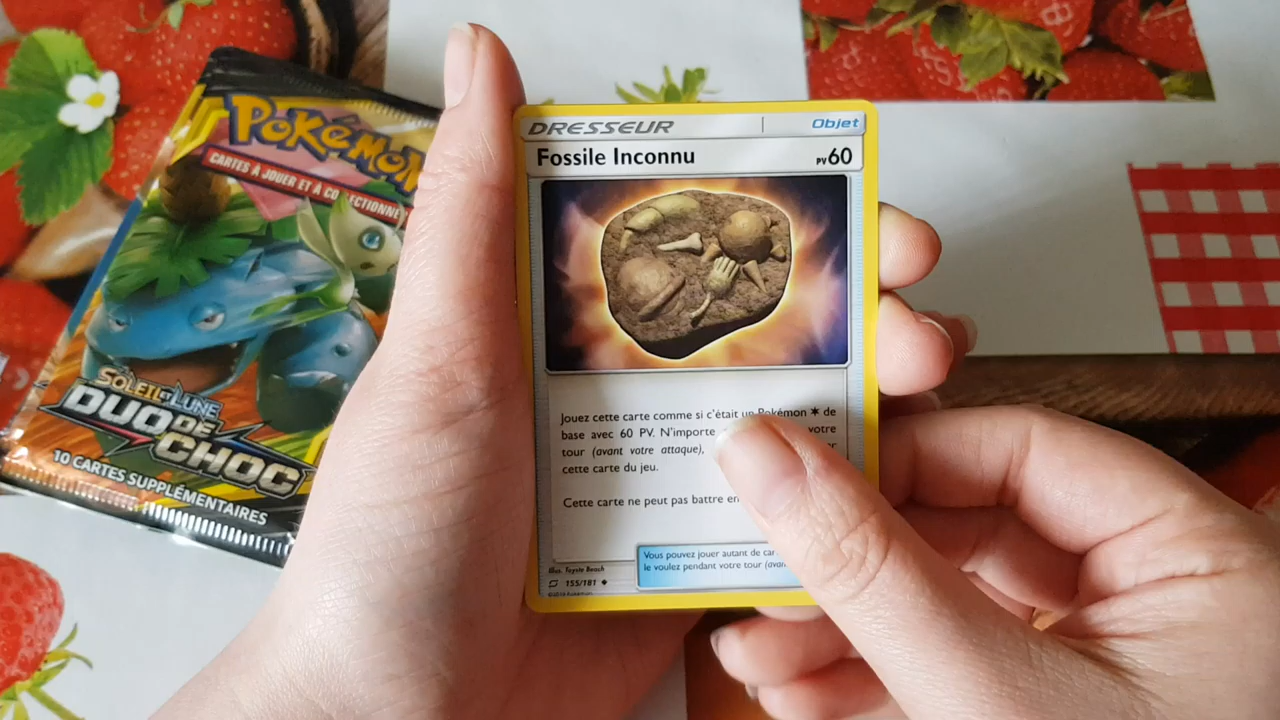 POKÉMON
CARTES À JOUER ET À COLLECTIONNER
SOLEIL ET LUNE
DUO DE
CHOC
10 CARTES SUPPLÉMENTAIRES
DRESSEUR Objet
Fossile Inconnu PV60
Jouez cette carte comme si c'était un Pokémon de
base avec 60 PV. N'importe votre
tour (avant votre attaque),
cette carte du jeu.
Cette carte ne peut pas battre en
Vous pouvez jouer autant de
le voulez pendant votre tour
Illus. Toyste Beach
155/181
©2019 Pokémon